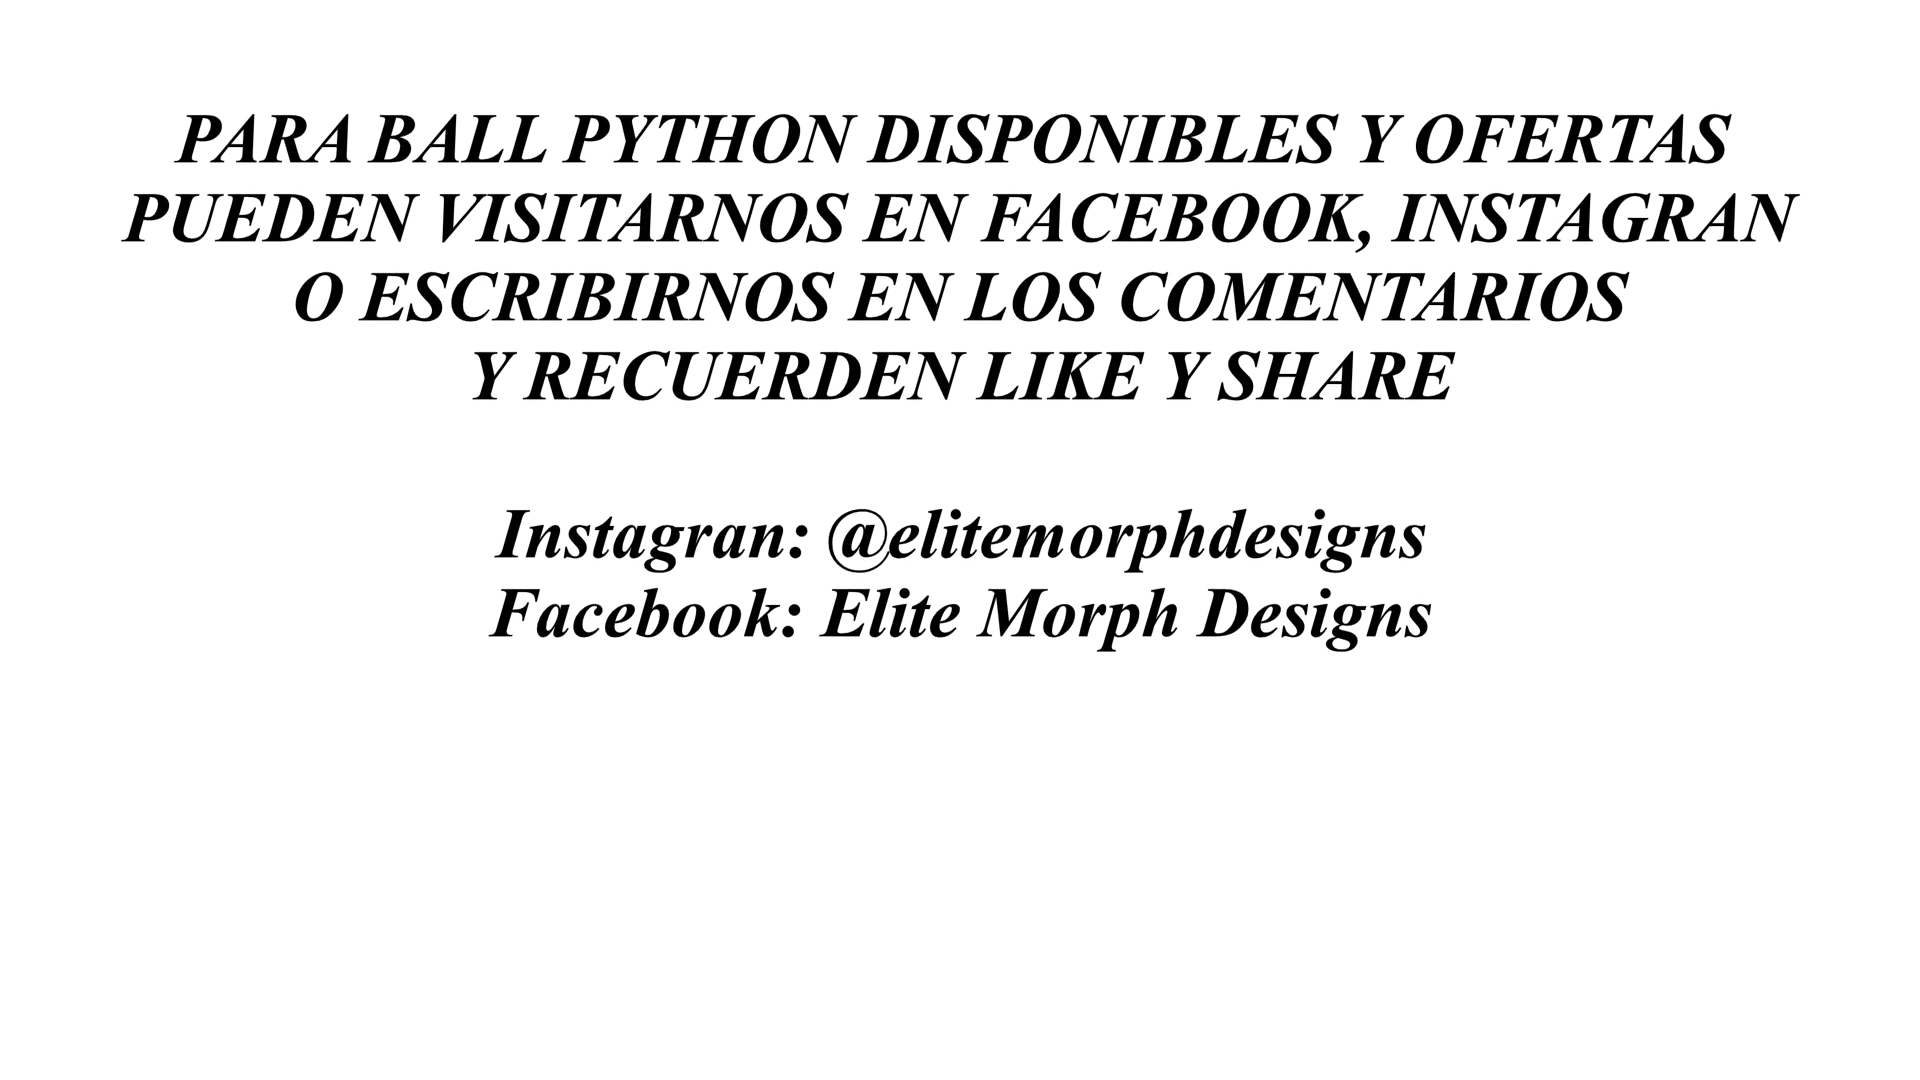 PARA BALL PYTHON DISPONIBLES Y OFERTAS
PUEDEN VISITARNOS EN FACEBOOK, INSTAGRAN
O ESCRIBIRNOS EN LOS COMENTARIOS
Y RECUERDEN LIKE Y SHARE
Instagran: @elitemorphdesigns
Facebook: Elite Morph Designs